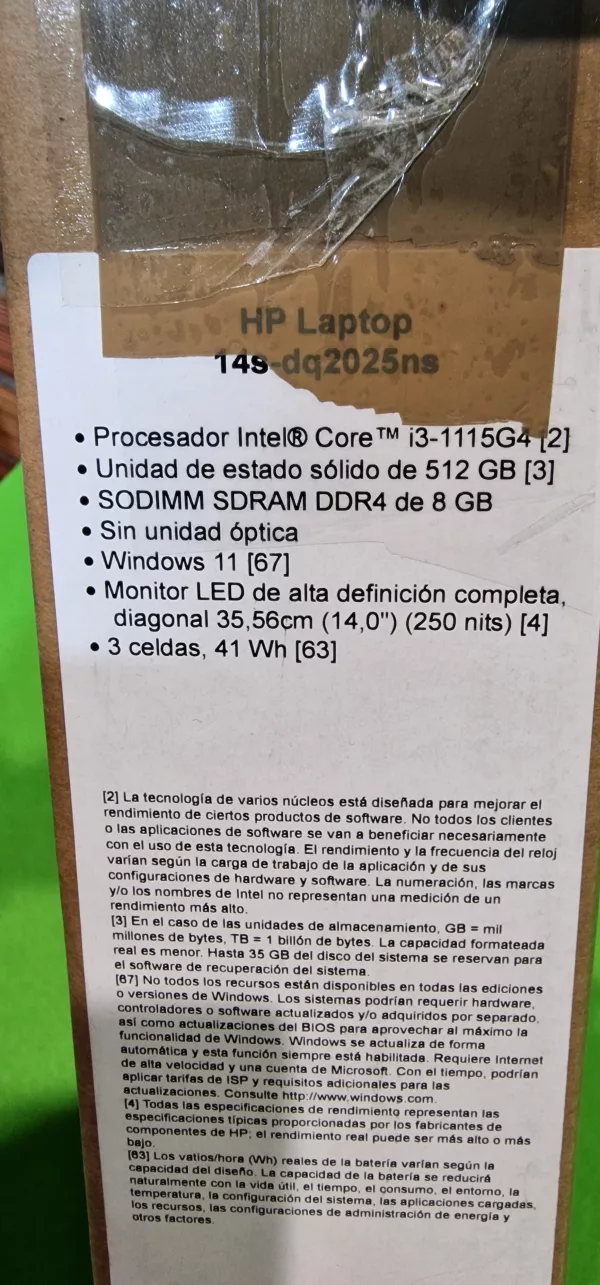 HP Laptop
14s-dq2025ns
• Procesador Intel® Core™ i3-1115G4 [2]
• Unidad de estado sólido de 512 GB [3]
• SODIMM SDRAM DDR4 de 8 GB
• Sin unidad óptica
• Windows 11 [67]
• Monitor LED de alta definición completa,
diagonal 35,56cm (14,0") (250 nits) [4]
• 3 celdas, 41 Wh [63]
[2] La tecnología de varios núcleos está diseñada para mejorar el
rendimiento de ciertos productos de software. No todos los clientes
o las aplicaciones de software se van a beneficiar necesariamente
con el uso de esta tecnología. El rendimiento y la frecuencia del reloj
varían según la carga de trabajo de la aplicación y de sus
configuraciones de hardware y software. La numeración, las marcas
y/o los nombres de Intel no representan una medición de un
rendimiento más alto.
[3] En el caso de las unidades de almacenamiento, GB = mil
millones de bytes, TB = 1 billón de bytes. La capacidad formateada
real es menor. Hasta 35 GB del disco del sistema se reservan para
el software de recuperación del sistema.
[67] No todos los recursos están disponibles en todas las ediciones
o versiones de Windows. Los sistemas podrían requerir hardware,
controladores o software actualizados y/o adquiridos por separado,
así como actualizaciones del BIOS para aprovechar al máximo la
funcionalidad de Windows. Windows se actualiza de forma
automática y esta función siempre está habilitada. Requiere Internet
de alta velocidad y una cuenta de Microsoft. Con el tiempo, podrían
aplicar tarifas de ISP y requisitos adicionales para las
actualizaciones. Consulte http://www.windows.com.
[4] Todas las especificaciones de rendimiento representan las
especificaciones típicas proporcionadas por los fabricantes de
componentes de HP; el rendimiento real puede ser más alto o más
bajo.
[63] Los vatios/hora (Wh) reales de la batería varían según la
capacidad del diseño. La capacidad de la batería se reducirá
naturalmente con la vida útil, el tiempo, el consumo, el entorno, la
temperatura, la configuración del sistema, las aplicaciones cargadas,
los recursos, las configuraciones de administración de energía y
otros factores.